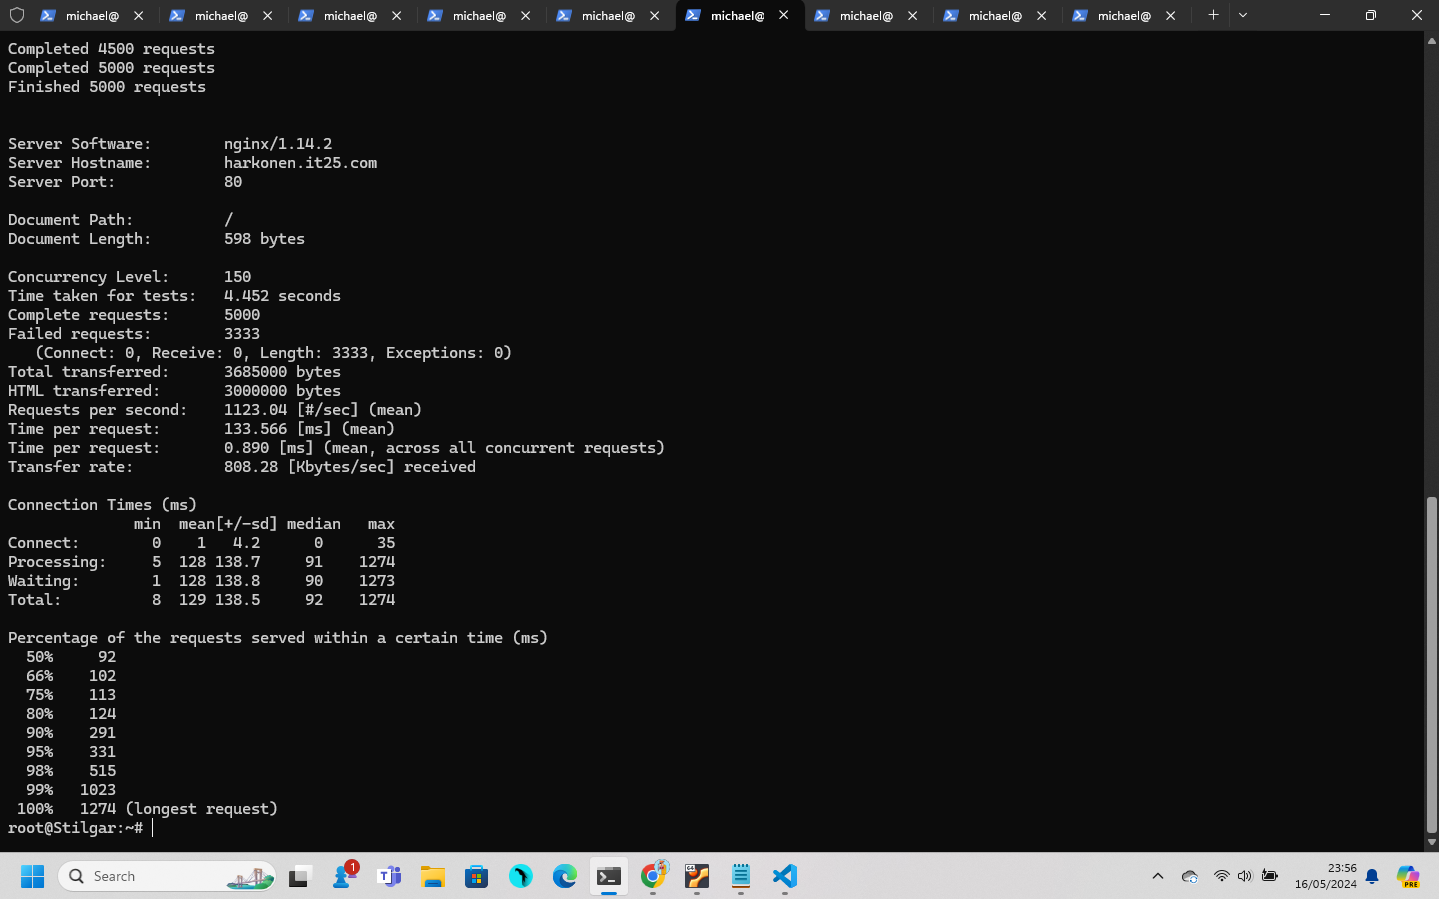 michael@ michael@ michael@ michael@ michael@ michael@ michael@ michael@ michael@
Completed 4500 requests
Completed 5000 requests
Finished 5000 requests
Server Software:        nginx/1.14.2
Server Hostname:        harkonen.it25.com
Server Port:            80
Document Path:          /
Document Length:        598 bytes
Concurrency Level:      150
Time taken for tests:   4.452 seconds
Complete requests:      5000
Failed requests:        3333
   (Connect: 0, Receive: 0, Length: 3333, Exceptions: 0)
Total transferred:      3685000 bytes
HTML transferred:       3000000 bytes
Requests per second:    1123.04 [#/sec] (mean)
Time per request:       133.566 [ms] (mean)
Time per request:       0.890 [ms] (mean, across all concurrent requests)
Transfer rate:          808.28 [Kbytes/sec] received
Connection Times (ms)
              min  mean[+/-sd] median   max
Connect:        0    1   4.2      0      35
Processing:     5  128 138.7     91    1274
Waiting:        1  128 138.8     90    1273
Total:          8  129 138.5     92    1274
Percentage of the requests served within a certain time (ms)
  50%     92
  66%    102
  75%    113
  80%    124
  90%    291
  95%    331
  98%    515
  99%   1023
 100%   1274 (longest request)
root@Stilgar:~#
Search
1
64
23:56
16/05/2024
PRE